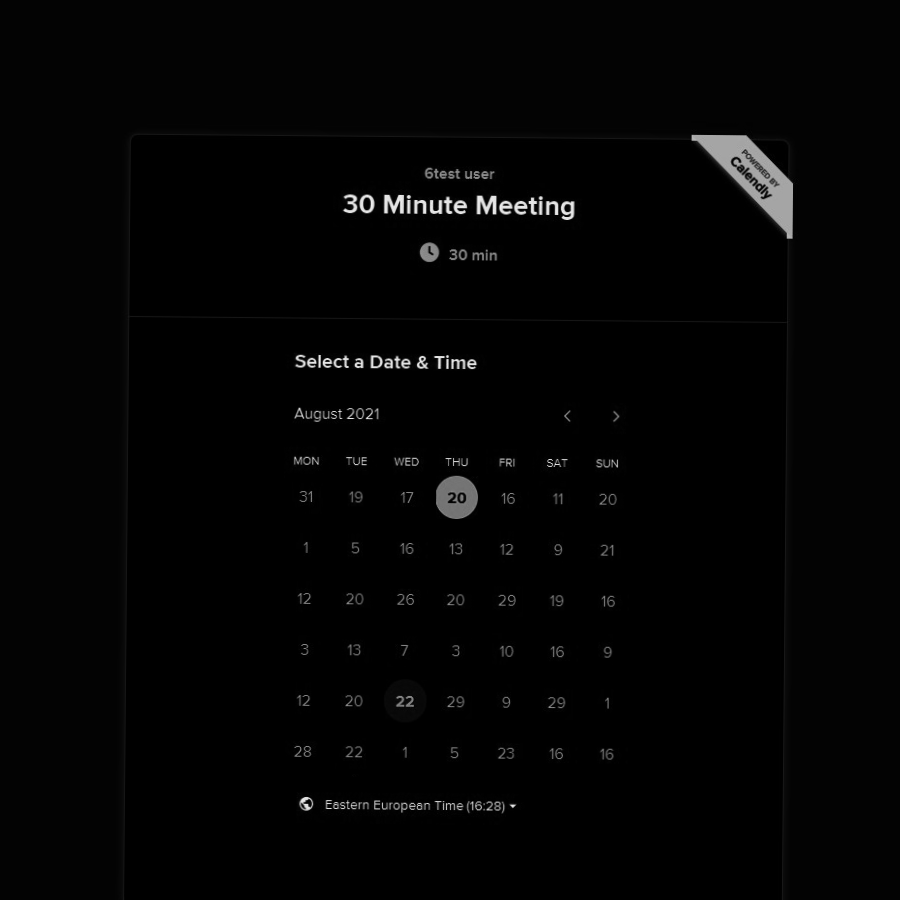 POWERED BY
Calendly
6test user
30 Minute Meeting
30 min
Select a Date & Time
August 2021
MON TUE WED THU FRI SAT SUN
31 19 17 20 16 11 20
1 5 16 13 12 9 21
12 20 26 20 29 19 16
3 13 7 3 10 16 9
12 20 22 29 9 29 1
28 22 1 5 23 16 16
Eastern European Time (16:28)